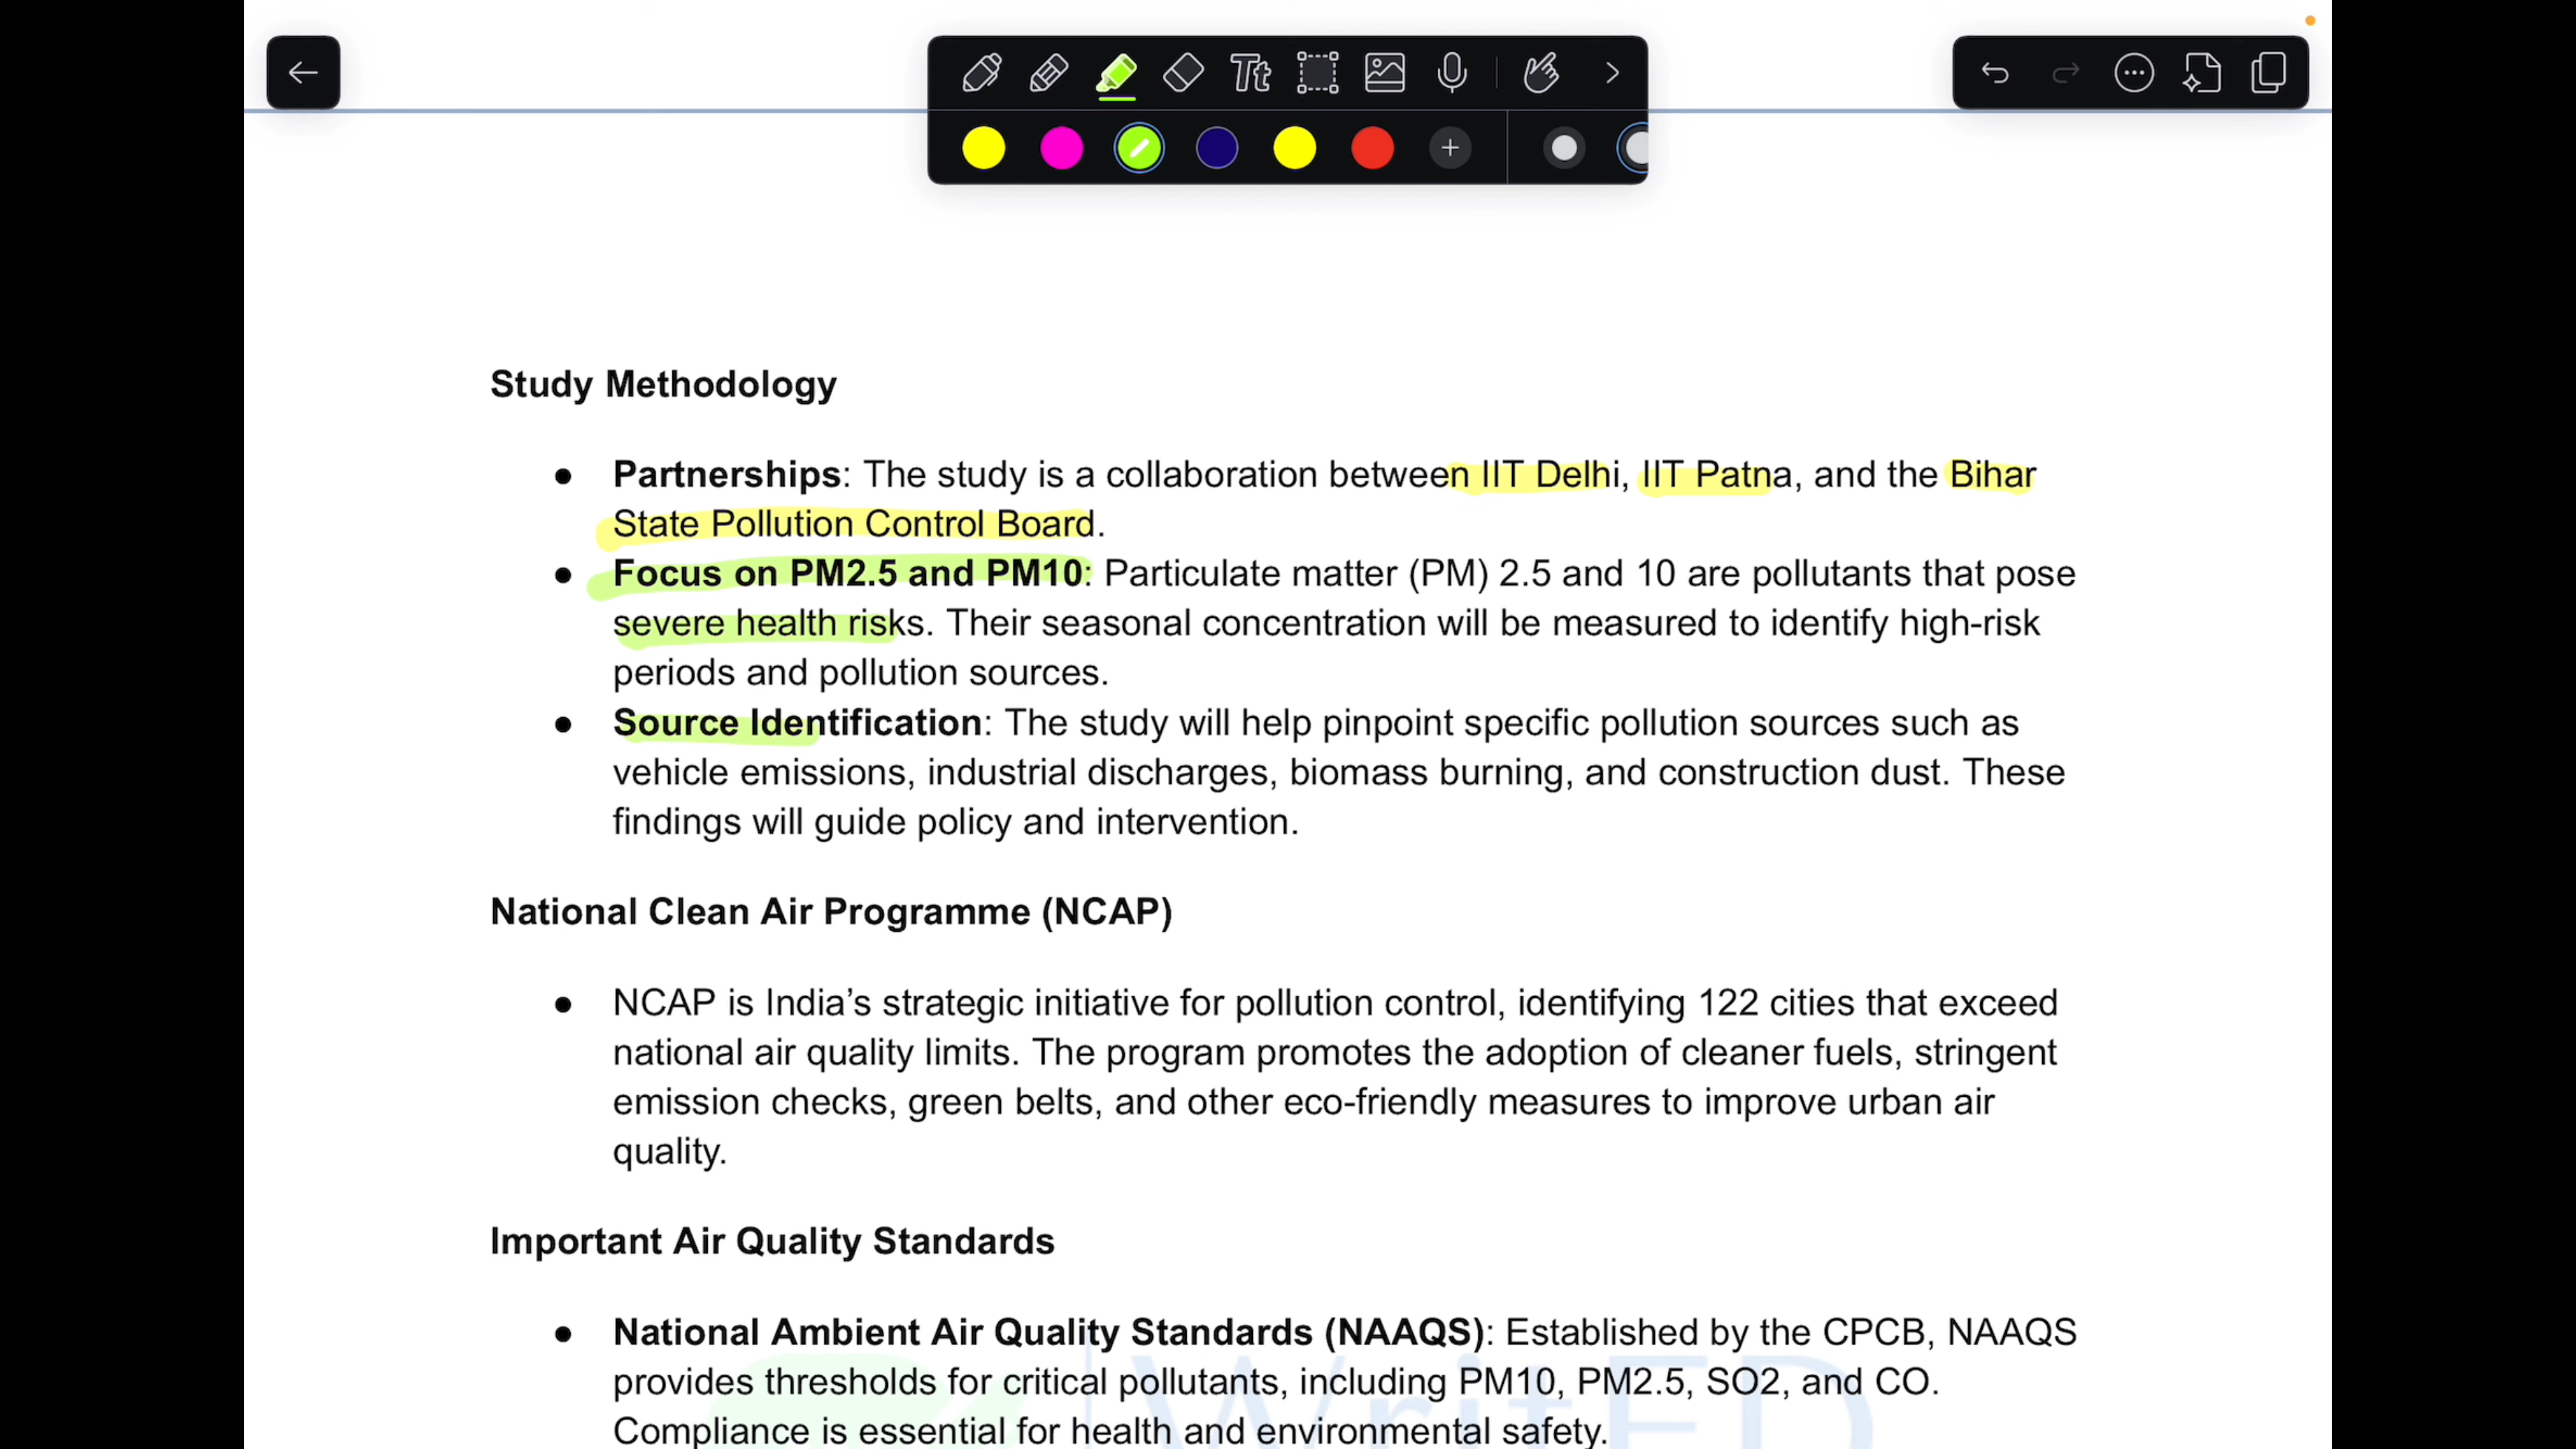 Tt
Study Methodology
● Partnerships: The study is a collaboration between IIT Delhi, IIT Patna, and the Bihar
State Pollution Control Board.
● Focus on PM2.5 and PM10: Particulate matter (PM) 2.5 and 10 are pollutants that pose
severe health risks. Their seasonal concentration will be measured to identify high-risk
periods and pollution sources.
● Source Identification: The study will help pinpoint specific pollution sources such as
vehicle emissions, industrial discharges, biomass burning, and construction dust. These
findings will guide policy and intervention.
National Clean Air Programme (NCAP)
● NCAP is India’s strategic initiative for pollution control, identifying 122 cities that exceed
national air quality limits. The program promotes the adoption of cleaner fuels, stringent
emission checks, green belts, and other eco-friendly measures to improve urban air
quality.
Important Air Quality Standards
● National Ambient Air Quality Standards (NAAQS): Established by the CPCB, NAAQS
provides thresholds for critical pollutants, including PM10, PM2.5, SO2, and CO.
Compliance is essential for health and environmental safety.
WritED